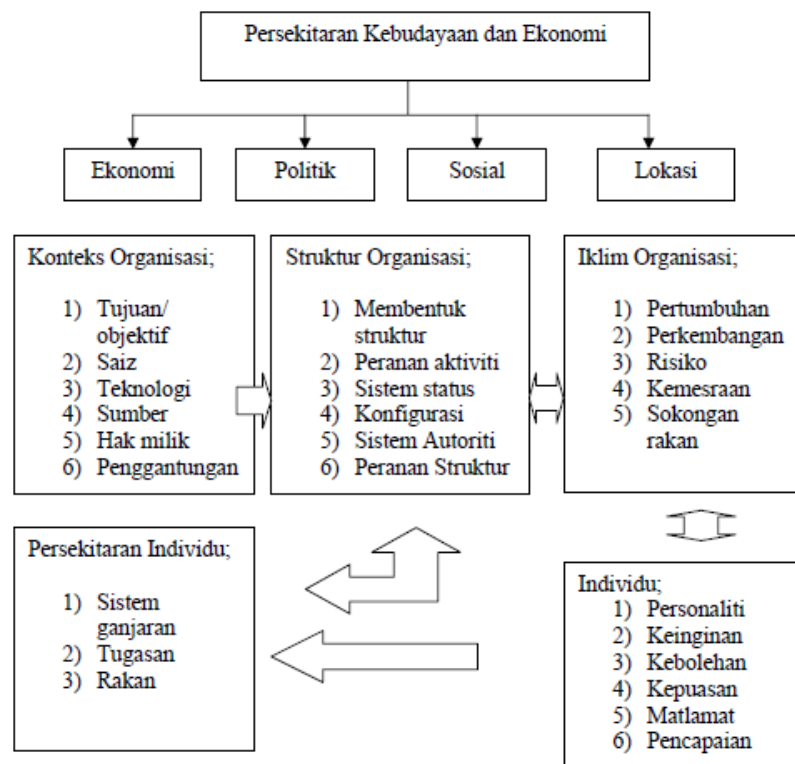 Persekitaran Kebudayaan dan Ekonomi
Ekonomi
Politik
Sosial
Lokasi
Konteks Organisasi;
1) Tujuan/
objektif
2) Saiz
3) Teknologi
4) Sumber
5) Hak milik
6) Penggantungan
Struktur Organisasi;
1) Membentuk
struktur
2) Peranan aktiviti
3) Sistem status
4) Konfigurasi
5) Sistem Autoriti
6) Peranan Struktur
Iklim Organisasi;
1) Pertumbuhan
2) Perkembangan
3) Risiko
4) Kemesraan
5) Sokongan
rakan
Persekitaran Individu;
1) Sistem
ganjaran
2) Tugasan
3) Rakan
Individu;
1) Personaliti
2) Keinginan
3) Kebolehan
4) Kepuasan
5) Matlamat
6) Pencapaian